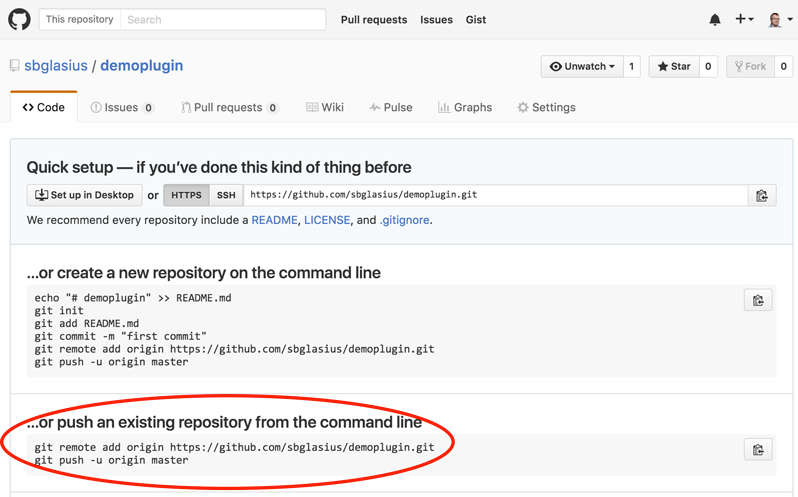 This repository Search Pull requests Issues Gist
sbglasius / demoplugin Unwatch 1 Star 0 Fork 0
Code Issues 0 Pull requests 0 Wiki Pulse Graphs Settings
Quick setup — if you’ve done this kind of thing before
Set up in Desktop or HTTPS SSH https://github.com/sbglasius/demoplugin.git
We recommend every repository include a README, LICENSE, and .gitignore.
…or create a new repository on the command line
echo "# demoplugin" >> README.md
git init
git add README.md
git commit -m "first commit"
git remote add origin https://github.com/sbglasius/demoplugin.git
git push -u origin master
…or push an existing repository from the command line
git remote add origin https://github.com/sbglasius/demoplugin.git
git push -u origin master